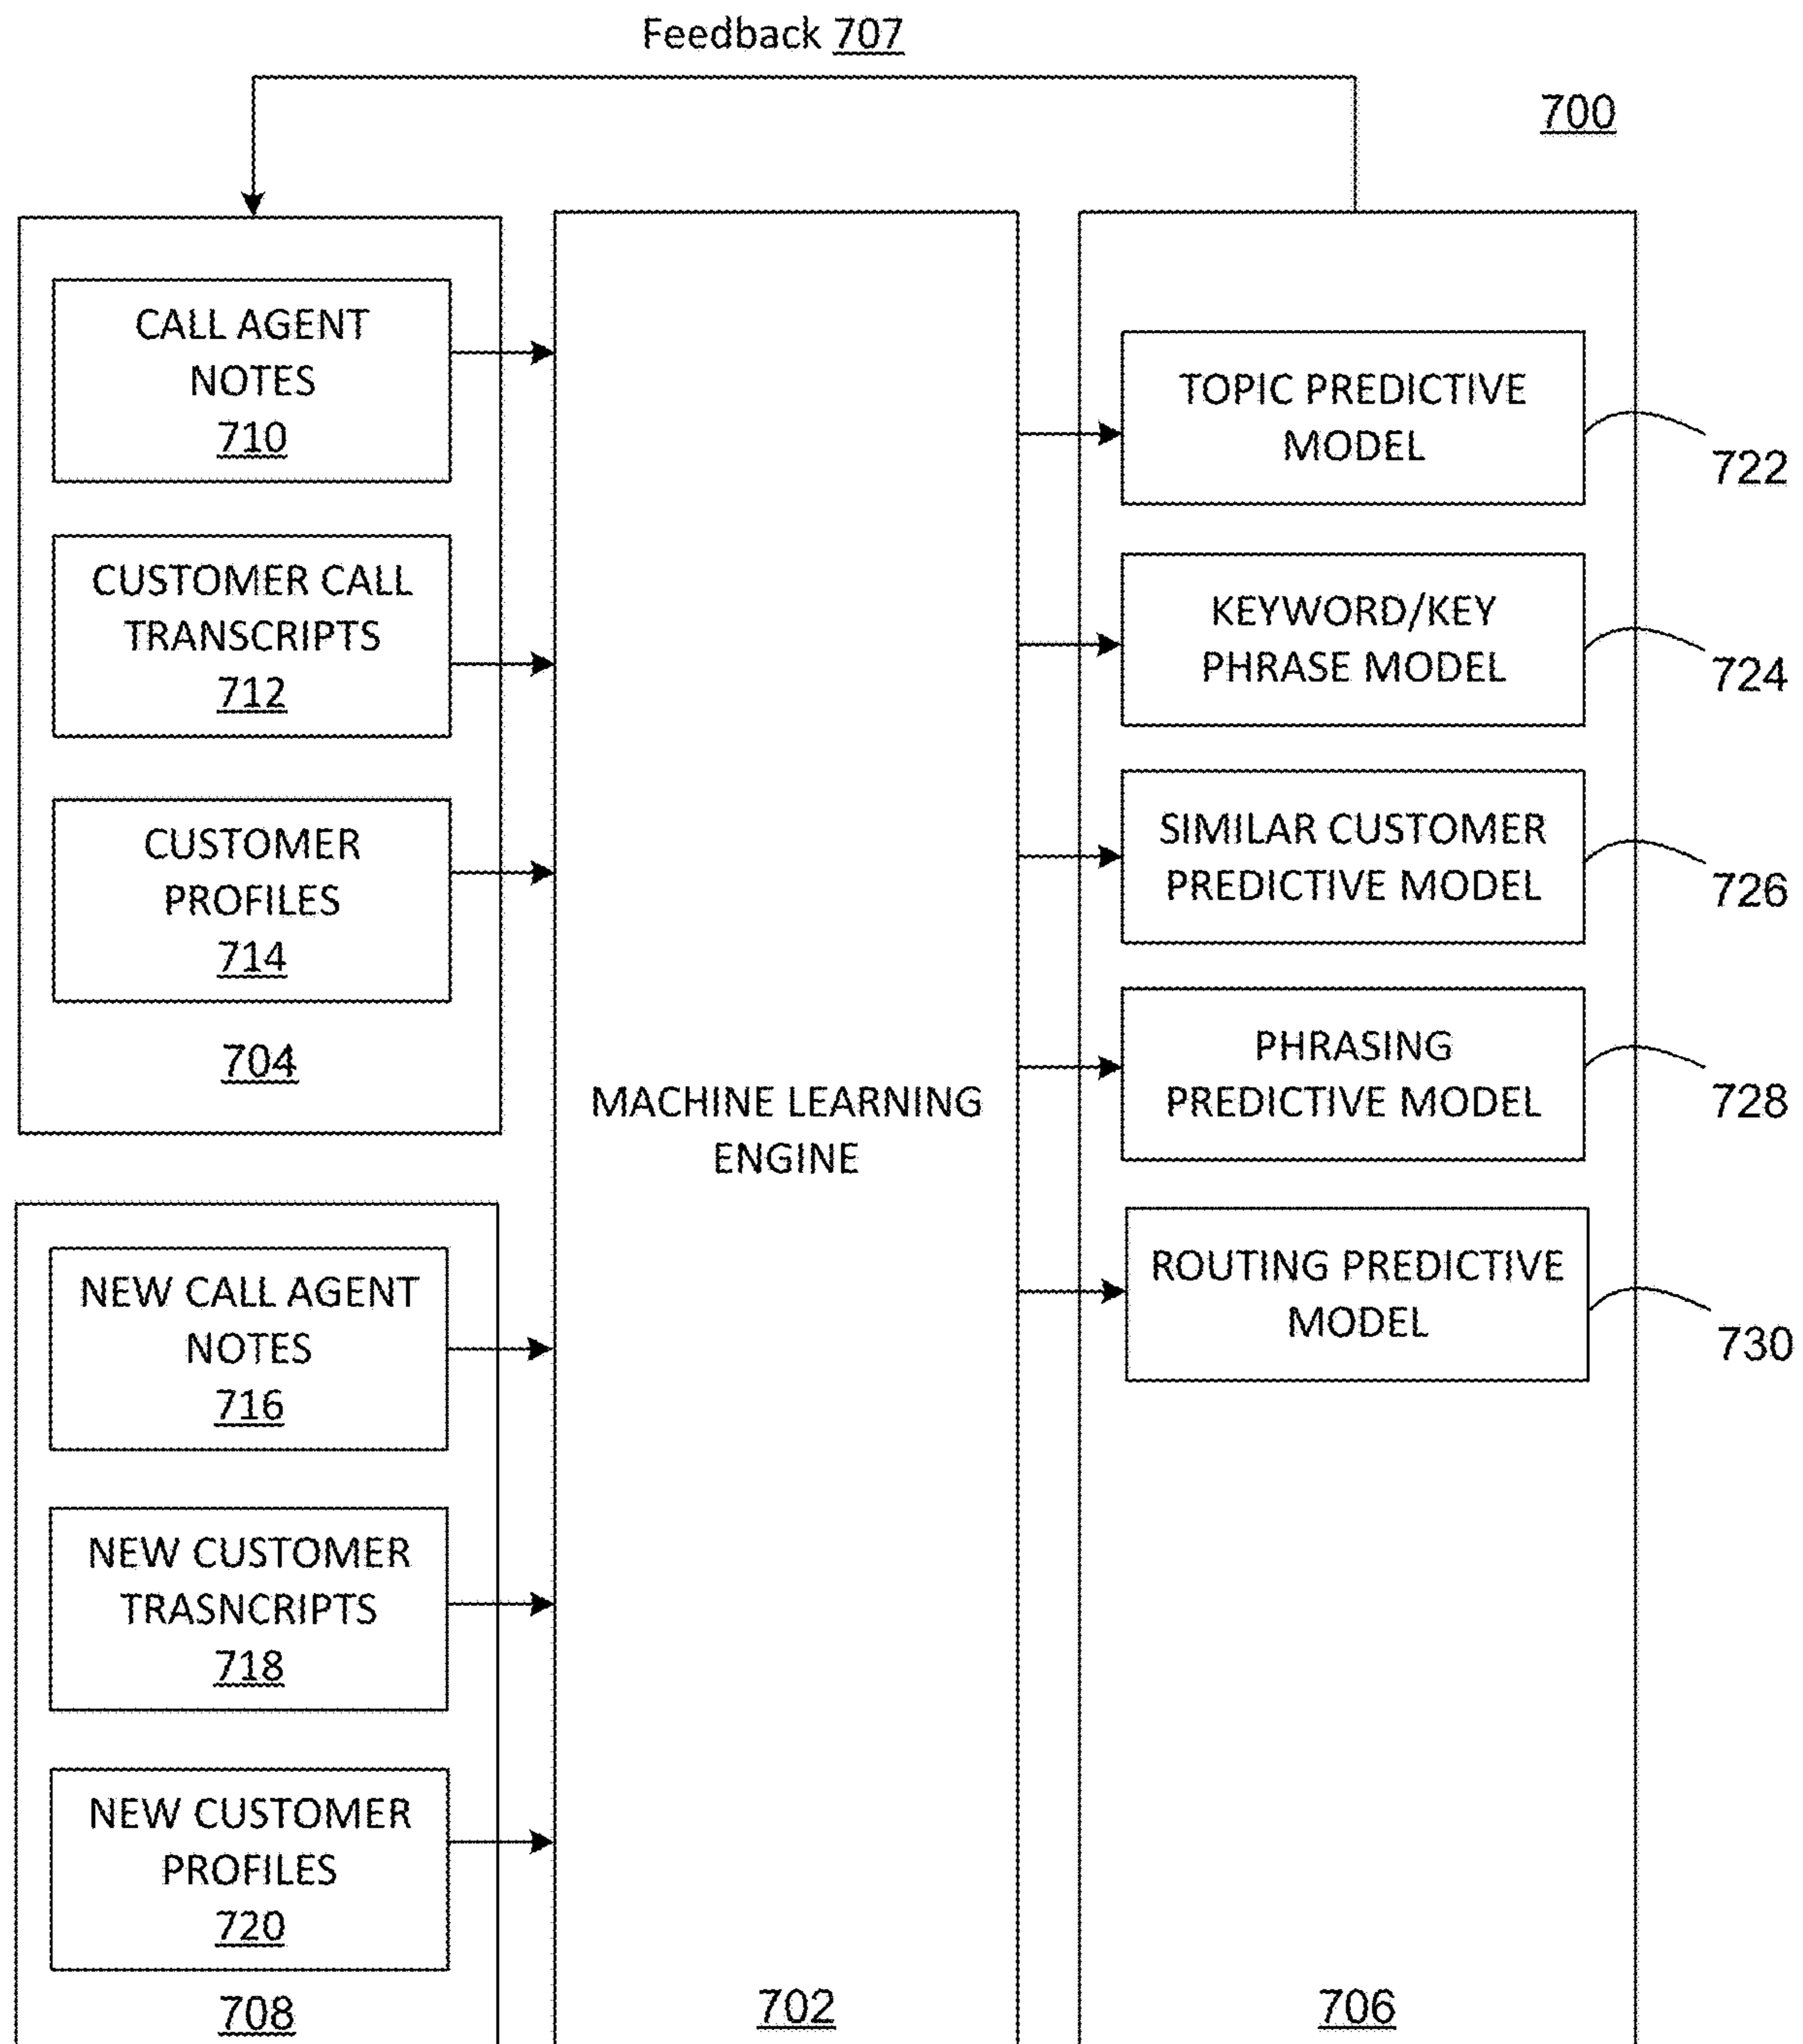 Feedback 707
700
CALL AGENT
NOTES
710
CUSTOMER CALL
TRANSCRIPTS
712
CUSTOMER
PROFILES
714
704
NEW CALL AGENT
NOTES
716
NEW CUSTOMER
TRASNCRIPTS
718
NEW CUSTOMER
PROFILES
720
708
MACHINE LEARNING
ENGINE
702
TOPIC PREDICTIVE
MODEL
722
KEYWORD/KEY
PHRASE MODEL
724
SIMILAR CUSTOMER
PREDICTIVE MODEL
726
PHRASING
PREDICTIVE MODEL
728
ROUTING PREDICTIVE
MODEL
730
706